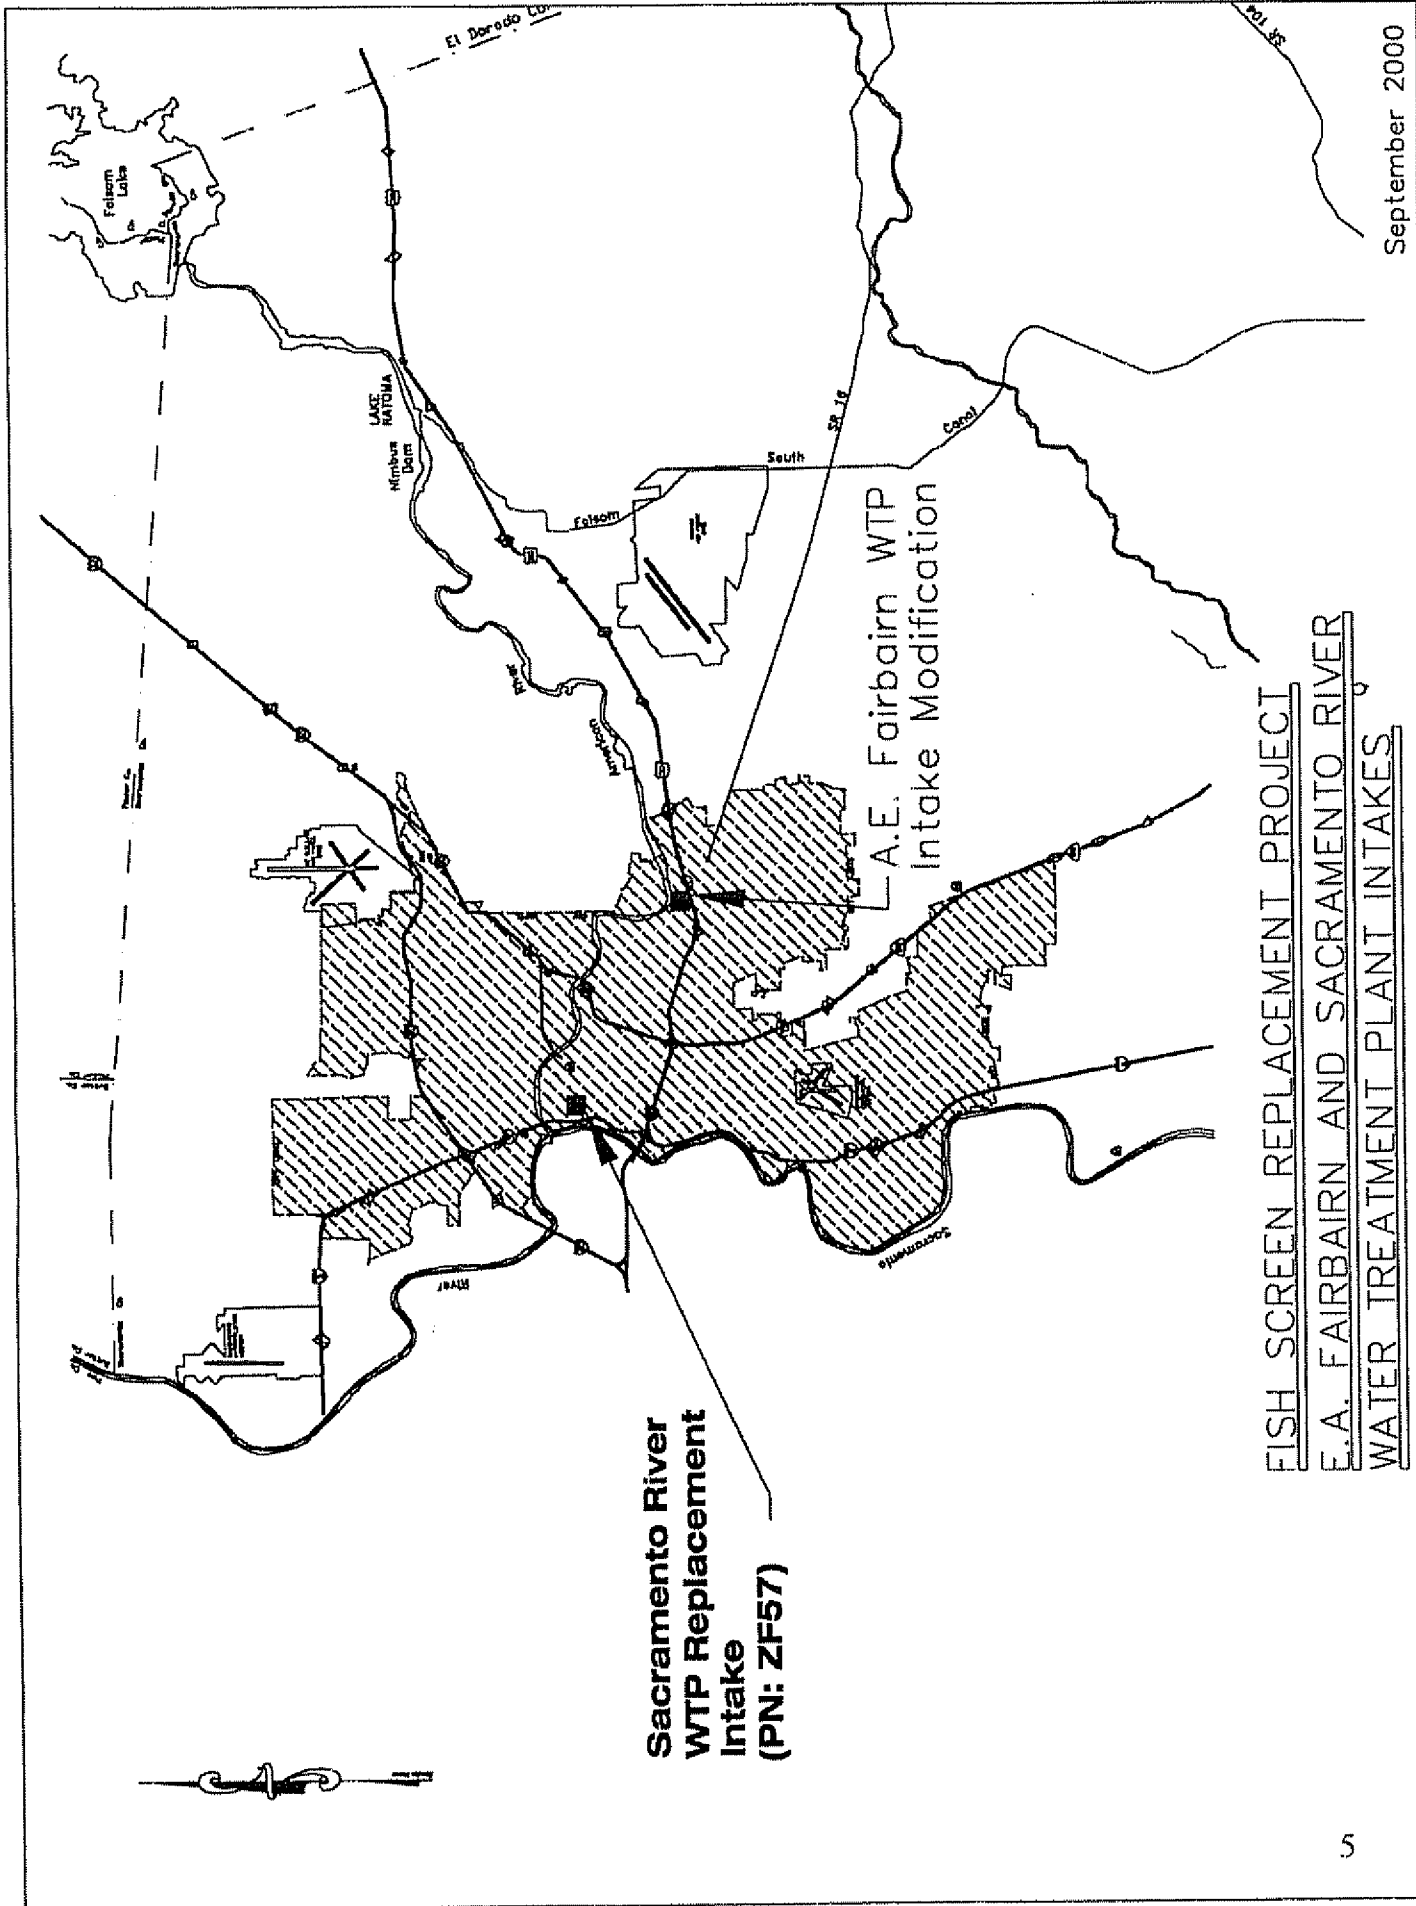 El Dorado
Folsom
Lake
SR 104
LAKE
NATOMA
Nimbus
Dam
River
American
Folsom
South
Canal
SR 16
A.E. Fairbairn WTP
Intake Modification
River
Sacramento
Sacramento River
WTP Replacement
Intake
(PN: ZF57)
FISH SCREEN REPLACEMENT PROJECT
E.A. FAIRBAIRN AND SACRAMENTO RIVER
WATER TREATMENT PLANT INTAKES
September 2000
5